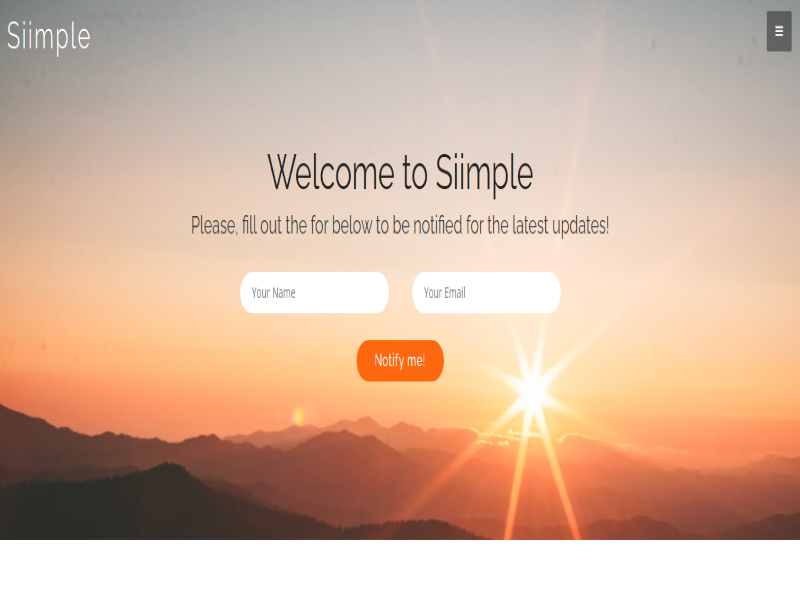 Siimple
Welcome to Siimple
Please, fill out the for below to be notified for the latest updates!
Your Name
Your Email
Notify me!